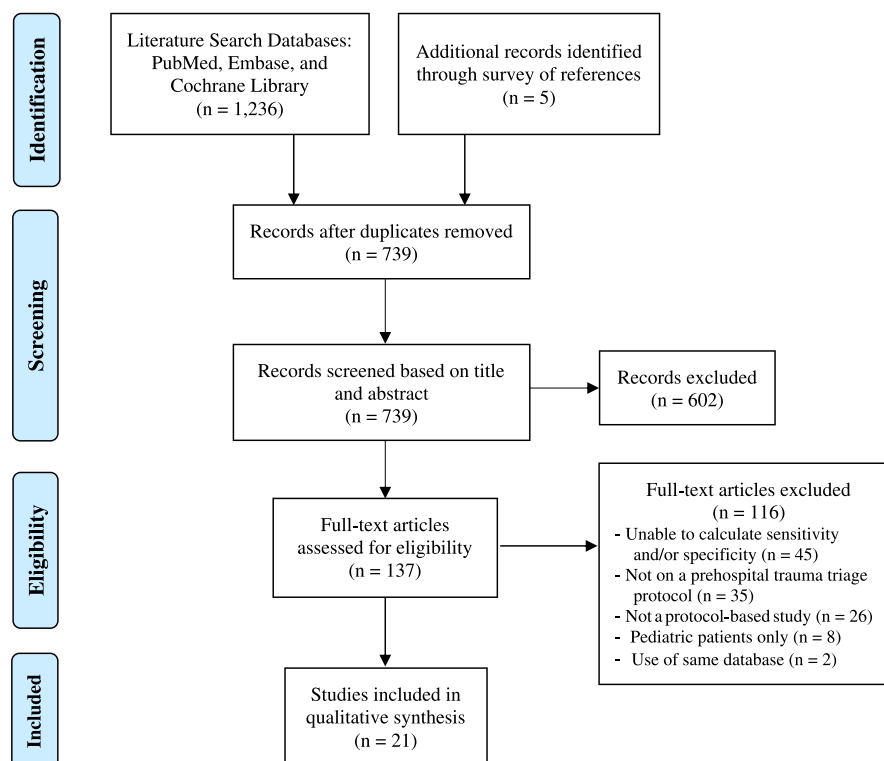 Identification
Literature Search Databases:
PubMed, Embase, and
Cochrane Library
(n = 1,236)
Additional records identified
through survey of references
(n = 5)
Screening
Records after duplicates removed
(n = 739)
Records screened based on title
and abstract
(n = 739)
Records excluded
(n = 602)
Eligibility
Full-text articles
assessed for eligibility
(n = 137)
Full-text articles excluded
(n = 116)
- Unable to calculate sensitivity
and/or specificity (n = 45)
- Not on a prehospital trauma triage
protocol (n = 35)
- Not a protocol-based study (n = 26)
- Pediatric patients only (n = 8)
- Use of same database (n = 2)
Included
Studies included in
qualitative synthesis
(n = 21)